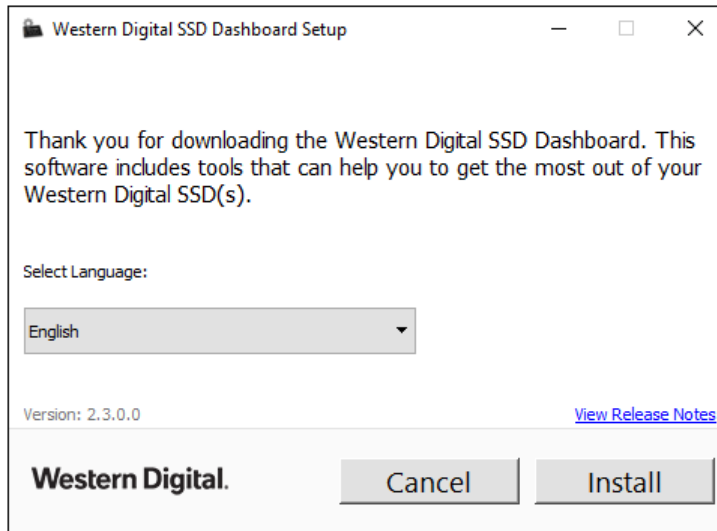 Western Digital SSD Dashboard Setup
Thank you for downloading the Western Digital SSD Dashboard. This
software includes tools that can help you to get the most out of your
Western Digital SSD(s).
Select Language:
English
Version: 2.3.0.0
View Release Notes
Western Digital.
Cancel
Install